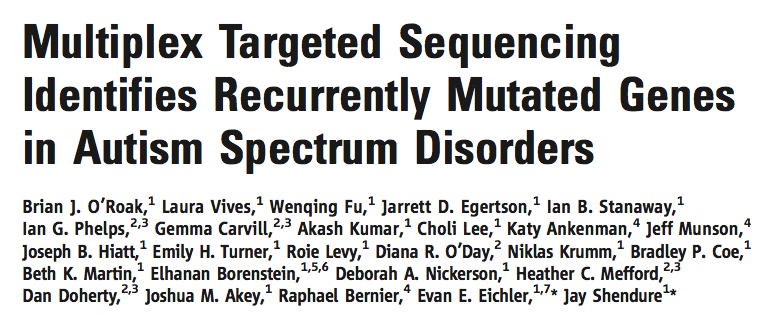 Multiplex Targeted Sequencing
Identifies Recurrently Mutated Genes
in Autism Spectrum Disorders
Brian J. O’Roak,1 Laura Vives,1 Wenqing Fu,1 Jarrett D. Egertson,1 Ian B. Stanaway,1
Ian G. Phelps,2,3 Gemma Carvill,2,3 Akash Kumar,1 Choli Lee,1 Katy Ankenman,4 Jeff Munson,4
Joseph B. Hiatt,1 Emily H. Turner,1 Roie Levy,1 Diana R. O’Day,2 Niklas Krumm,1 Bradley P. Coe,1
Beth K. Martin,1 Elhanan Borenstein,1,5,6 Deborah A. Nickerson,1 Heather C. Mefford,2,3
Dan Doherty,2,3 Joshua M. Akey,1 Raphael Bernier,4 Evan E. Eichler,1,7* Jay Shendure1*